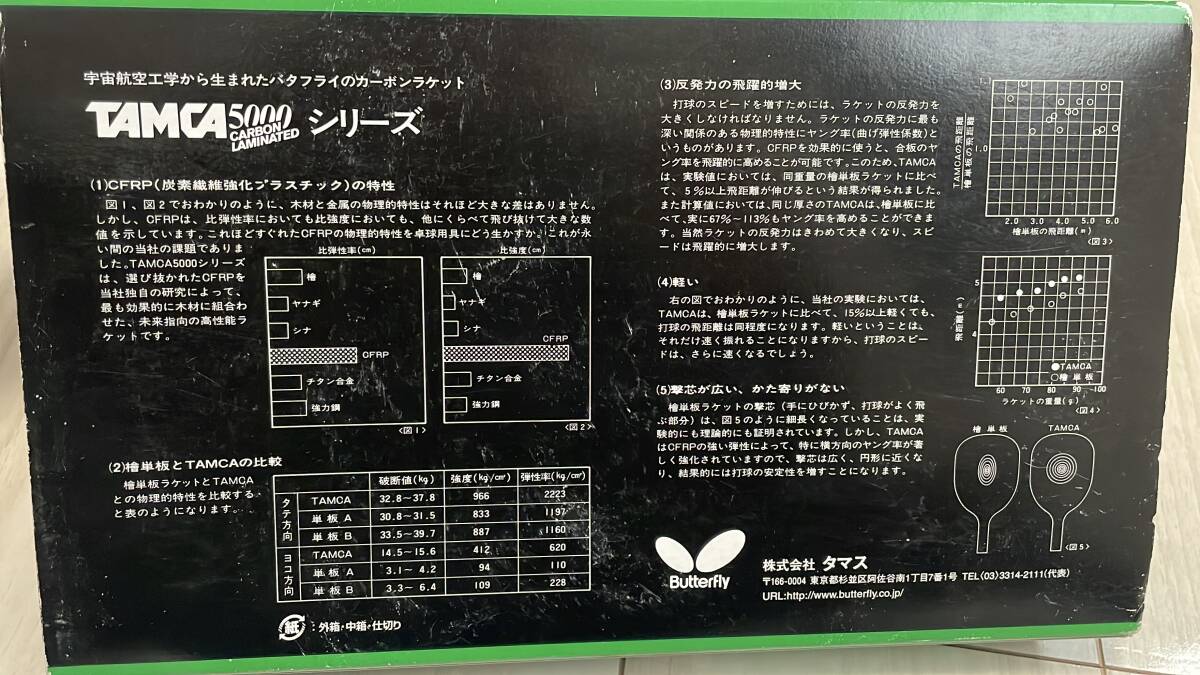 宇宙航空工学から生まれたバタフライのカーボンラケット
TAMCA 5000 シリーズ
CARBON
LAMINATED
(1)CFRP(炭素繊維強化プラスチック)の特性
図1、図2でおわかりのように、木材と金属の物理的特性はそれほど大きな差はありません。
しかし、CFRPは、比弾性率においても比強度においても、他にくらべて飛び抜けて大きな数
値を示しています。これほどすぐれたCFRPの物理的特性を卓球用具にどう生かすか、これが永
い間の当社の課題でありま
した。TAMCA5000シリーズ
は、選び抜かれたCFRPを
当社独自の研究によって、
最も効果的に木材に組合わ
せた、未来指向の高性能ラ
ケットです。
比弾性率(cm)
檜
ヤナギ
シナ
CFRP
チタン合金
強力鋼
<図1>
比強度(cm)
檜
ヤナギ
シナ
CFRP
チタン合金
強力鋼
<図2>
(2)檜単板とTAMCAの比較
檜単板ラケットとTAMCA
との物理的特性を比較する
と表のようになります。
破断値(kg) 強度(kg/cm²) 弾性率(kg/cm²)
タテ方向
TAMCA 32.8~37.8 966 2223
単板A 30.8~31.5 833 1197
単板B 33.5~39.7 887 1160
ヨコ方向
TAMCA 14.5~15.6 412 620
単板A 3.1~4.2 94 110
単板B 3.3~6.4 109 228
紙 :外箱・中箱・仕切り
(3)反発力の飛躍的増大
打球のスピードを増すためには、ラケットの反発力を
大きくしなければなりません。ラケットの反発力に最も
深い関係のある物理的特性にヤング率(曲げ弾性係数)と
いうものがあります。CFRPを効果的に使うと、合板のヤ
ング率を飛躍的に高めることが可能です。このため、TAMCA
は、実験値においては、同重量の檜単板ラケットに比べ
て、5%以上飛距離が伸びるという結果が得られました。
また計算値においては、同じ厚さのTAMCAは、檜単板に比
べて、実に67%~113%もヤング率を高めることができま
す。当然ラケットの反発力はきわめて大きくなり、スピ
ードは飛躍的に増大します。
TAMCAの飛距離
檜単板の飛距離
1.0
2.0 3.0 4.0 5.0 6.0
檜単板の飛距離(m)
<図3>
(4)軽い
右の図でおわかりのように、当社の実験においては、
TAMCAは、檜単板ラケットに比べて、15%以上軽くても、
打球の飛距離は同程度になります。軽いということは、
それだけ速く振れることになりますから、打球のスピー
ドは、さらに速くなるでしょう。
飛距離(m)
5
4
●TAMCA
○檜単板
60 70 80 90 100
ラケットの重量(g)
<図4>
(5)撃芯が広い、かた寄りがない
檜単板ラケットの撃芯(手にひびかず、打球がよく飛
ぶ部分)は、図5のように細長くなっていることは、実
験的にも理論的にも証明されています。しかし、TAMCA
はCFRPの強い弾性によって、特に横方向のヤング率が著
しく強化されていますので、撃芯は広く、円形に近くな
り、結果的には打球の安定性を増すことになります。
檜単板 TAMCA
<図5>
Butterfly
株式会社 タマス
〒166-0004 東京都杉並区阿佐谷南1丁目7番1号 TEL(03)3314-2111(代表)
URL:http://www.butterfly.co.jp/